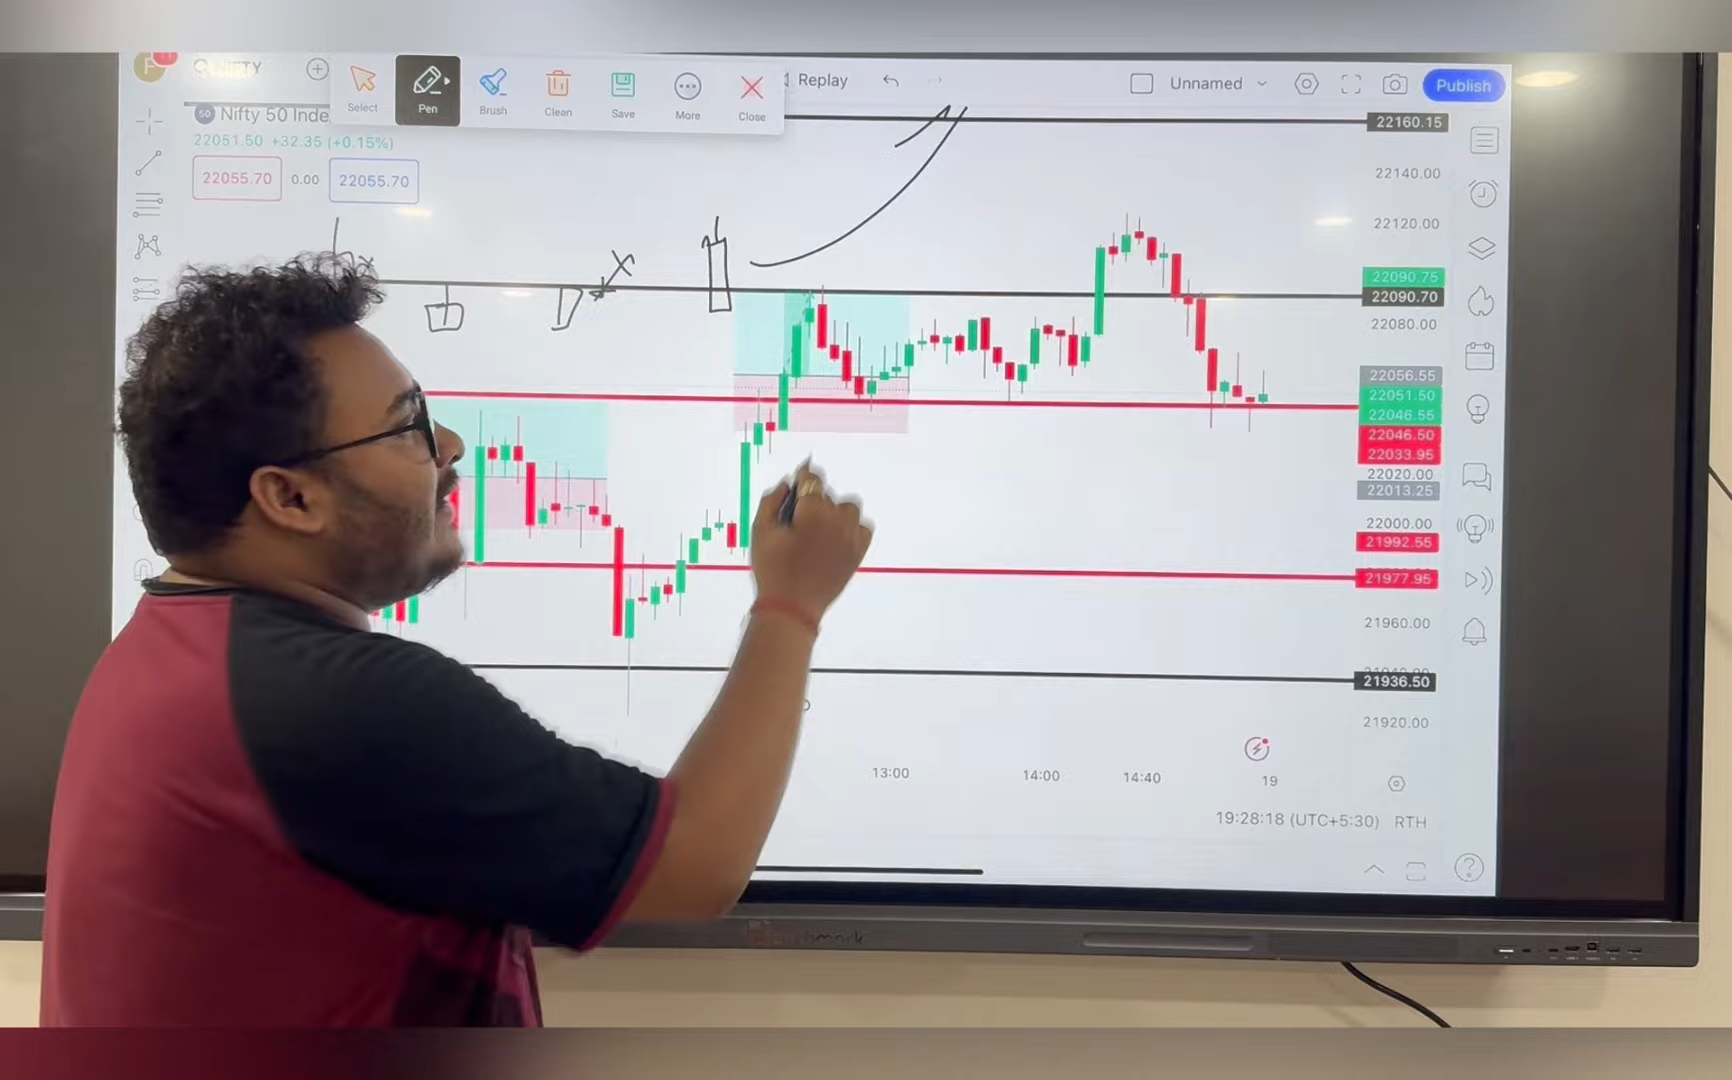 Replay
Unnamed
Publish
Select
Pen
Brush
Clean
Save
More
Close
Nifty 50 Inde
22051.50 +32.35 (+0.15%)
22055.70 0.00 22055.70
22160.15
22140.00
22120.00
22090.75
22090.70
22080.00
22056.55
22051.50
22046.55
22046.50
22033.95
22020.00
22013.25
22000.00
21992.55
21977.95
21960.00
21936.50
21920.00
13:00 14:00 14:40 19
19:28:18 (UTC+5:30) RTH